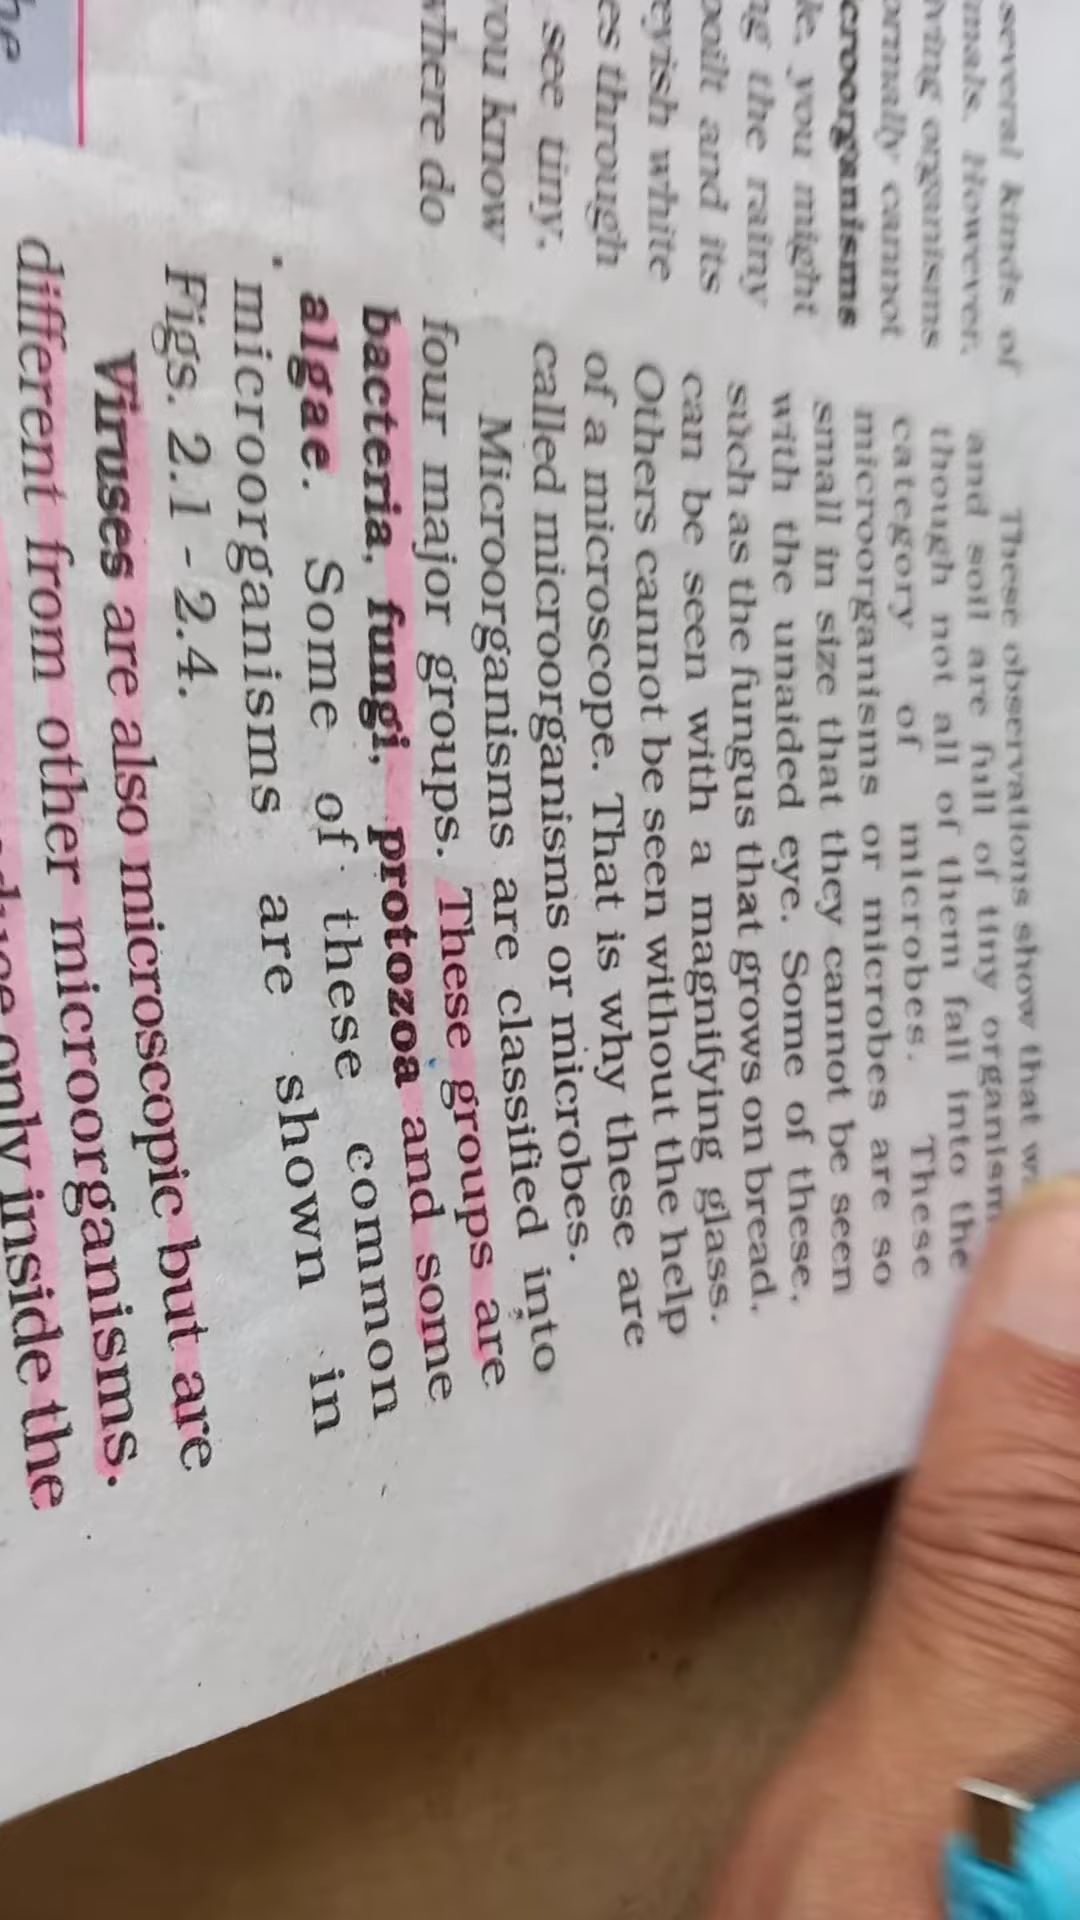 several kinds of
However,
living organisms
cannot
you might
the rainy
and its
white
through
see tiny,
you know
where do
These observations show that
and soil are full of tiny
though not all of them fall into the
category of microbes. These
microorganisms or microbes are so
small in size that they cannot be seen
with the unaided eye. Some of these,
such as the fungus that grows on bread,
can be seen with a magnifying glass.
Others cannot be seen without the help
of a microscope. That is why these are
called microorganisms or microbes.
Microorganisms are classified into
four major groups. These groups are
bacteria, fungi, protozoa and some
algae. Some of these common
microorganisms are shown in
Figs. 2.1 - 2.4.
Viruses are also microscopic but are
different from other microorganisms.
only inside the